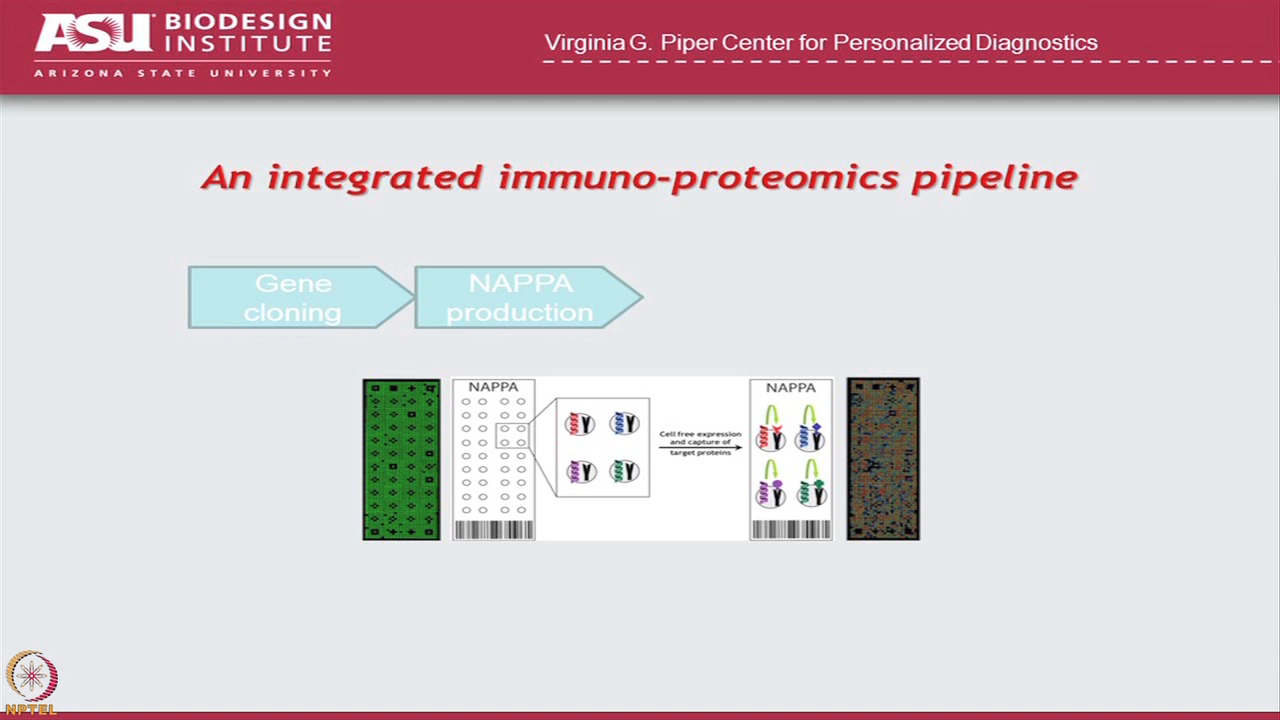 ASU BIODESIGN
INSTITUTE
ARIZONA STATE UNIVERSITY
Virginia G. Piper Center for Personalized Diagnostics
An integrated immuno-proteomics pipeline
Gene
cloning
NAPPA
production
NAPPA
Cell free expression
and capture of
target proteins
NAPPA
NPTEL